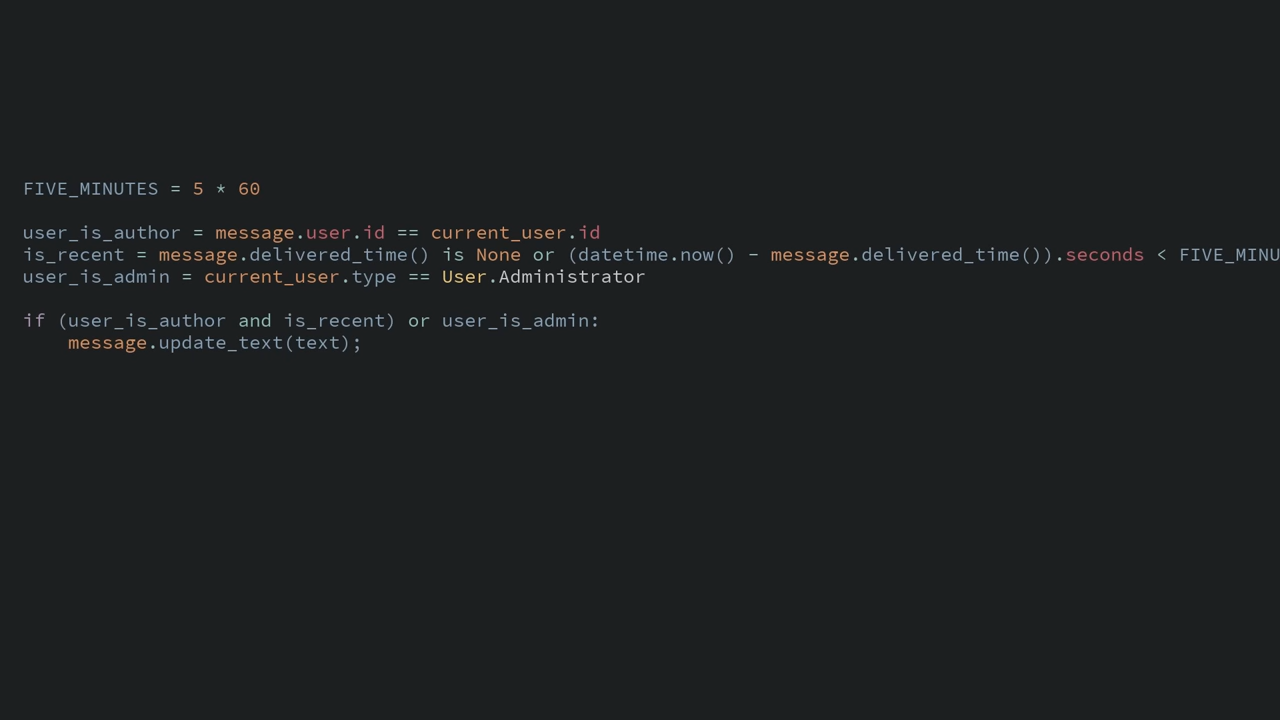 FIVE_MINUTES = 5 * 60
user_is_author = message.user.id == current_user.id
is_recent = message.delivered_time() is None or (datetime.now() - message.delivered_time()).seconds < FIVE_MINU
user_is_admin = current_user.type == User.Administrator
if (user_is_author and is_recent) or user_is_admin:
    message.update_text(text);